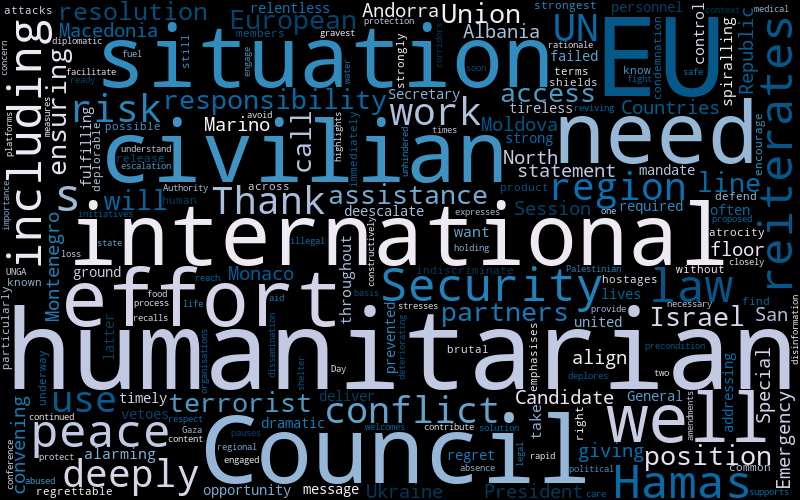 attacks
resolution
relentless
European
Macedonia
members
diplomatic
still
fuel
engage
facilitate
ready
situation
Andorra
Union
protection
gravest
corridors
Albania
strongly
UN
strongest
personnel
context
medical
failed
rationale
terms
shields
EU
condemnation
know
fight
control
spiralling
Republic
safe
concern
platforms
measures
including
ensuring
risk
responsibility
access
Countries
reviving
encourage
fulfilling
deplorable
possible
Marino
avoid
call
highlights
immediately
work
Secretary
times
tireless
Moldova
strong
unhindered
need
understand
release
escalation
civilian
North
statement
mandate
reiterates
importance
s
will
Authority
human
initiatives
across
Thank
assistance
deescalate
product
Session
region
required
line
often
defend
proposed
atrocity
floor
closely
state
loss
illegal
international
expresses
want
holding
one
constructively
UNGA
known
particularly
Montenegro
ground
latter
food
process
recalls
reach
life
Monaco
aid
effort
throughout
basis
indiscriminate
Security
stresses
partners
Palestinian
hostages
lives
provide
united
law
without
necessary
Israel
find
San
disinformation
humanitarian
underway
organisations
dissemination
shelter
Day
prevented
deteriorating
brutal
emphasises
align
precondition
two
deplores
addressing
Special
convening
use
timely
vetoes
terrorist
conflict
deliver
Candidate
take
General
amendments
well
continued
peace
respect
content
Gaza
pauses
dramatic
Council
welcomes
contribute
solution
regret
right
giving
position
common
Emergency
conference
protect
alarming
regional
engaged
legal
absence
rapid
political
abused
regrettable
deeply
opportunity
message
Ukraine
President
care
Hamas
supports
water
soon